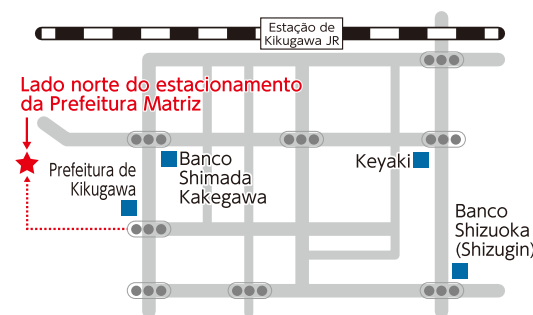 Estação de
Kikugawa JR
Lado norte do estacionamento
da Prefeitura Matriz
Prefeitura de
Kikugawa
Banco
Shimada
Kakegawa
Keyaki
Banco
Shizuoka
(Shizugin)